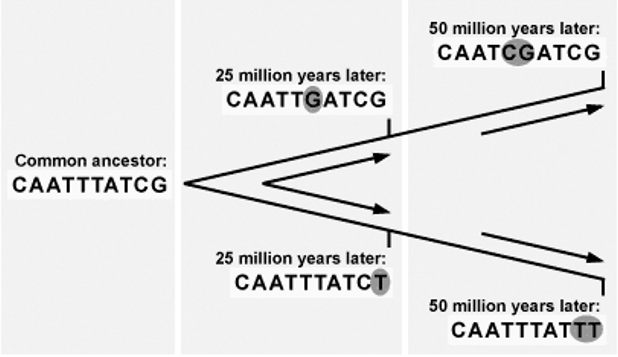 50 million years later:
CAATCGATCG
25 million years later:
CAATTGATCG
Common ancestor:
CAATTTATCG
25 million years later:
CAATTTATCT
50 million years later:
CAATTTATTT